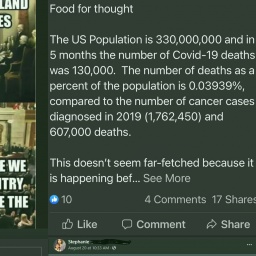 LAND
ES
E WE
TRY
E THE
Food for thought
The US Population is 330,000,000 and in
5 months the number of Covid-19 deaths
was 130,000.  The number of deaths as a
percent of the population is 0.03939%,
compared to the number of cancer cases
diagnosed in 2019 (1,762,450) and
607,000 deaths.
This doesn't seem far-fetched because it
is happening bef... See More
10
4 Comments 17 Shares
Like
Comment
Share
Stephanie